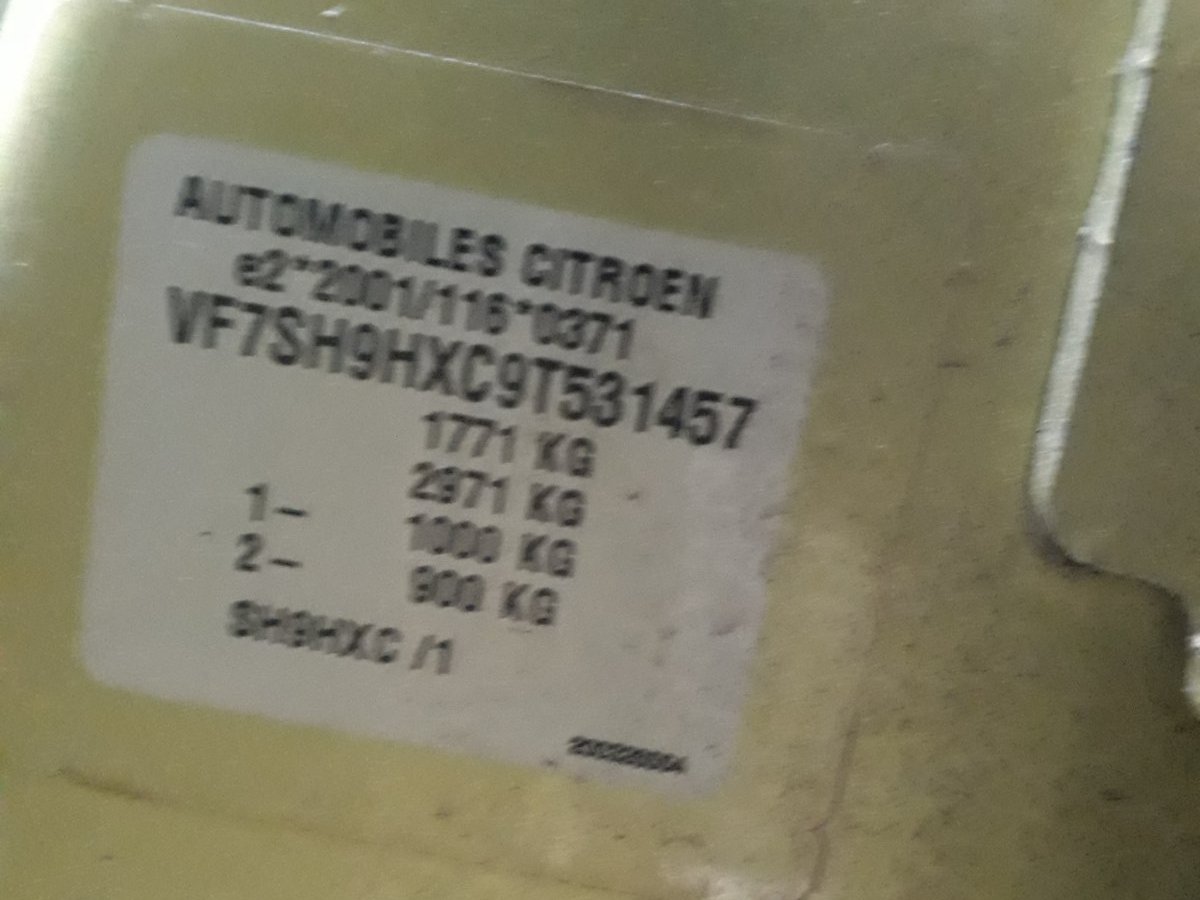 AUTOMOBILES CITROEN
e2*2001/116*0371
VF7SH9HXC9T531457
1771 KG
2971 KG
1- 1000 KG
2- 900 KG
SH9HXC /1